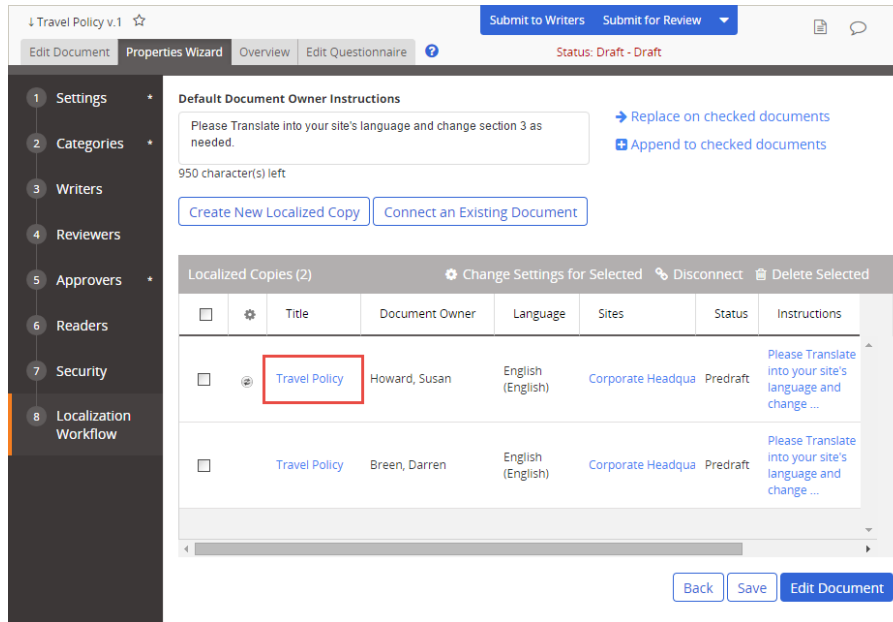 ↓ Travel Policy v.1
Submit to Writers Submit for Review
Edit Document Properties Wizard Overview Edit Questionnaire ?
Status: Draft - Draft
1 Settings *
2 Categories *
3 Writers
4 Reviewers
5 Approvers *
6 Readers
7 Security
8 Localization
Workflow
Default Document Owner Instructions
Please Translate into your site's language and change section 3 as
needed.
950 character(s) left
Replace on checked documents
Append to checked documents
Create New Localized Copy Connect an Existing Document
Localized Copies (2) Change Settings for Selected Disconnect Delete Selected
Title Document Owner Language Sites Status Instructions
Travel Policy Howard, Susan English
(English) Corporate Headqua Predraft Please Translate
into your site's
language and
change ...
Travel Policy Breen, Darren English
(English) Corporate Headqua Predraft Please Translate
into your site's
language and
change ...
Back Save Edit Document